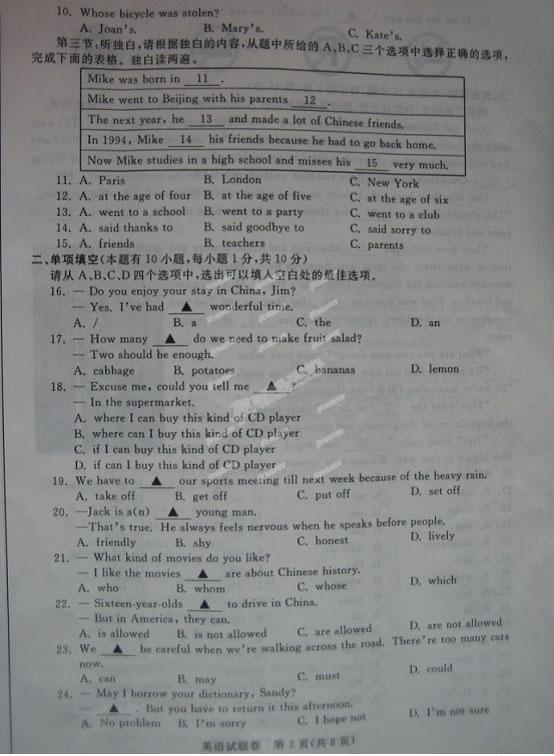 10. Whose bicycle was stolen?
A. Joan's. B. Mary's. C. Kate's.
第三节:听独白,请根据独白的内容,从题中所给的 A,B,C 三个选项中选择正确的选项,
完成下面的表格。独白读两遍。
Mike was born in 11 .
Mike went to Beijing with his parents 12 .
The next year, he 13 and made a lot of Chinese friends.
In 1994, Mike 14 his friends because he had to go back home.
Now Mike studies in a high school and misses his 15 very much.
11. A. Paris B. London C. New York
12. A. at the age of four B. at the age of five C. at the age of six
13. A. went to a school B. went to a party C. went to a club
14. A. said thanks to B. said goodbye to C. said sorry to
15. A. friends B. teachers C. parents
二、单项填空(本题有 10 小题,每小题 1 分,共 10 分)
请从 A、B、C、D 四个选项中,选出可以填入空白处的最佳选项。
16. — Do you enjoy your stay in China, Jim?
— Yes. I've had ▲ wonderful time.
A. / B. a C. the D. an
17. — How many ▲ do we need to make fruit salad?
— Two should be enough.
A. cabbage B. potatoes C. bananas D. lemon
18. — Excuse me, could you tell me ▲ ?
— In the supermarket.
A. where I can buy this kind of CD player
B. where can I buy this kind of CD player
C. if I can buy this kind of CD player
D. if can I buy this kind of CD player
19. We have to ▲ our sports meeting till next week because of the heavy rain.
A. take off B. get off C. put off D. set off
20. —Jack is a(n) ▲ young man.
—That's true. He always feels nervous when he speaks before people.
A. friendly B. shy C. honest D. lively
21. — What kind of movies do you like?
— I like the movies ▲ are about Chinese history.
A. who B. whom C. whose D. which
22. — Sixteen-year-olds ▲ to drive in China.
— But in America, they can.
A. is allowed B. is not allowed C. are allowed D. are not allowed
23. We ▲ be careful when we're walking across the road. There're too many cars
now.
A. can B. may C. must D. could
24. — May I borrow your dictionary, Sandy?
— ▲ . But you have to return it this afternoon.
A. No problem B. I'm sorry C. I hope not D. I'm not sure
英语试题卷 第 2 页(共 8 页)